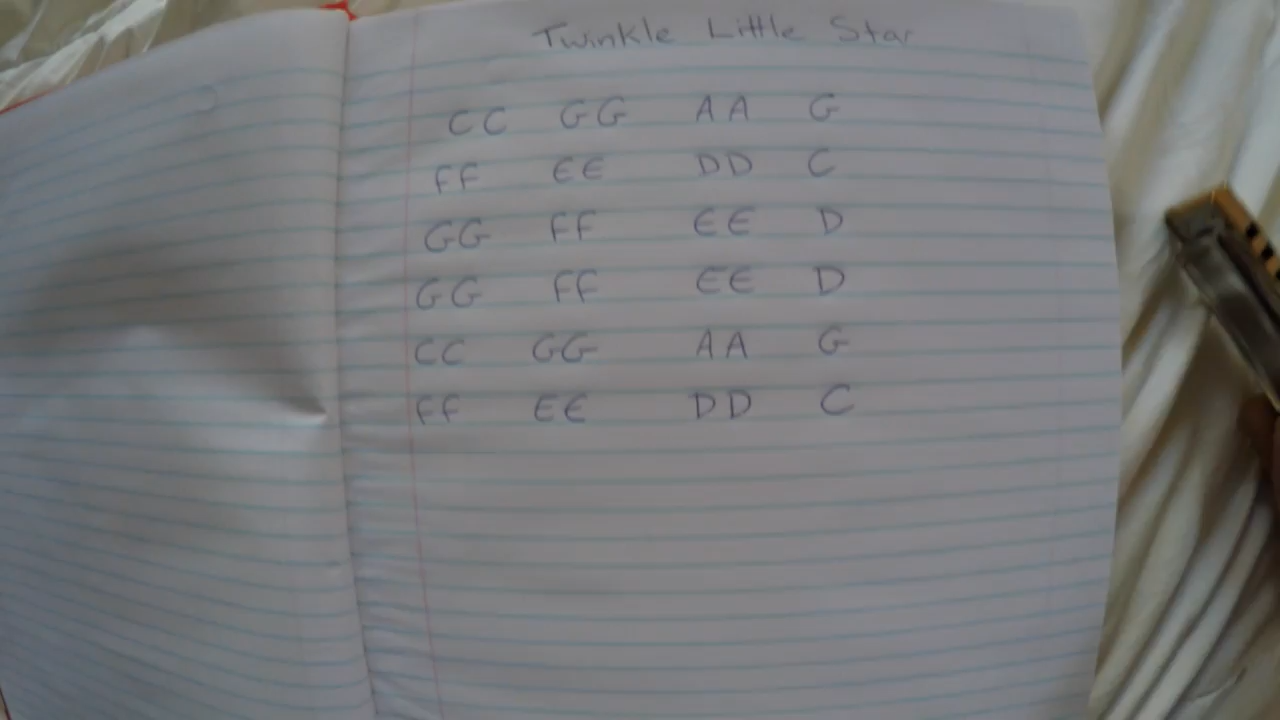 Twinkle Little Star
CC GG AA G
FF EE DD C
GG FF EE D
GG FF EE D
CC GG AA G
FF EE DD C